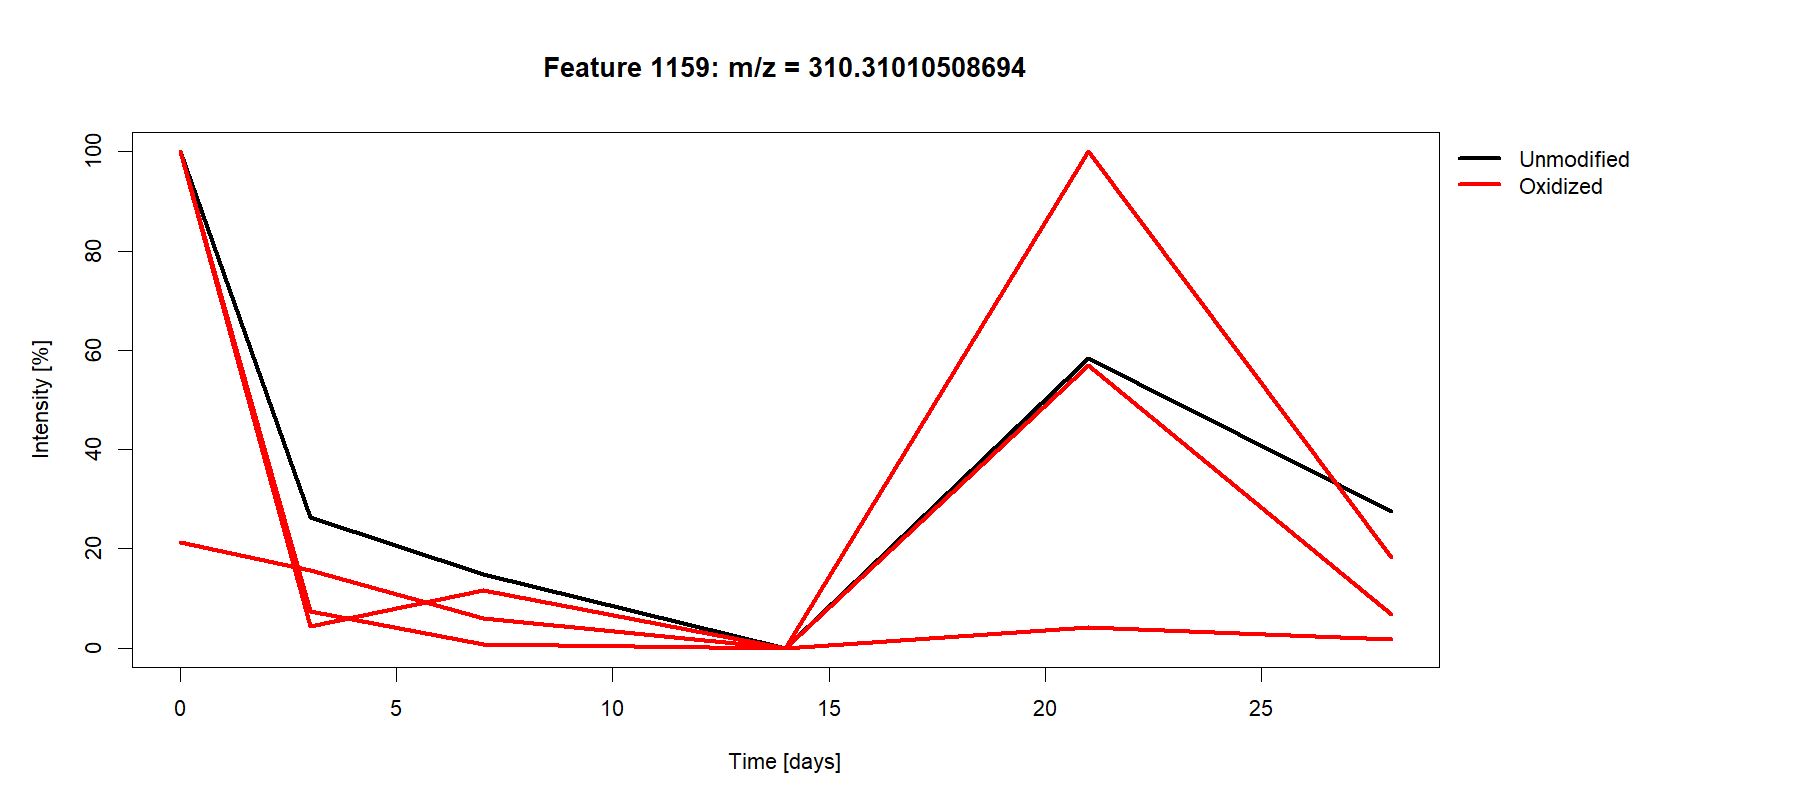 Feature 1159: m/z = 310.31010508694
Unmodified
Oxidized
Intensity [%]
100
80
60
40
20
0
0 5 10 15 20 25
Time [days]